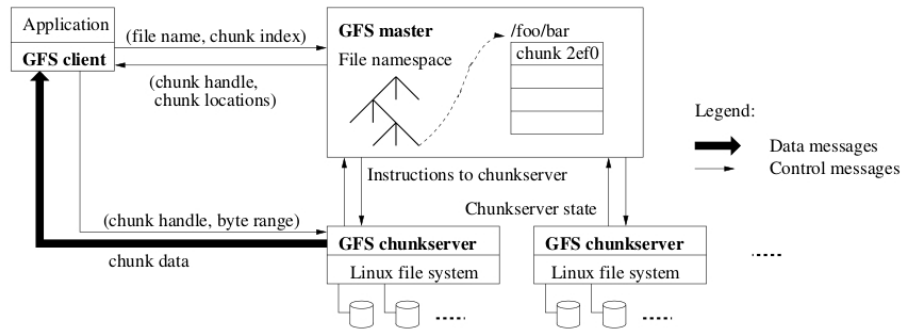 Application
GFS client
(file name, chunk index)
(chunk handle,
chunk locations)
GFS master
File namespace
/foo/bar
chunk 2ef0
Legend:
Data messages
Control messages
Instructions to chunkserver
Chunkserver state
(chunk handle, byte range)
chunk data
GFS chunkserver
Linux file system
GFS chunkserver
Linux file system